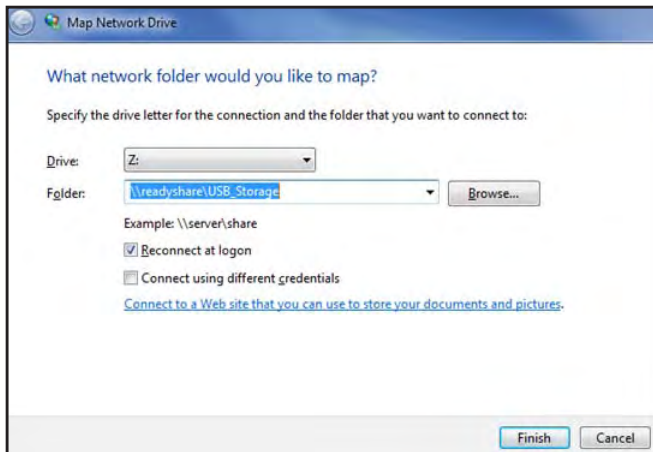 Map Network Drive
What network folder would you like to map?
Specify the drive letter for the connection and the folder that you want to connect to:
Drive: Z:
Folder: \\readyshare\USB_Storage Browse...
Example: \\server\share
Reconnect at logon
Connect using different credentials
Connect to a Web site that you can use to store your documents and pictures.
Finish Cancel